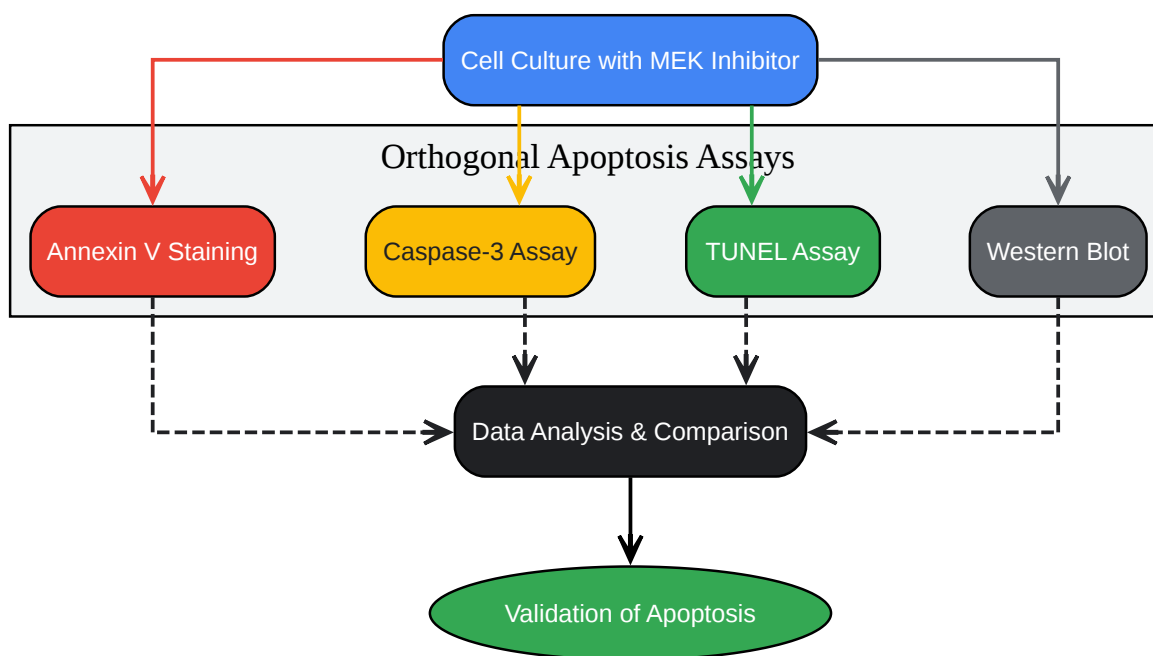 Cell Culture with MEK Inhibitor
Orthogonal Apoptosis Assays
Annexin V Staining
Caspase-3 Assay
TUNEL Assay
Western Blot
Data Analysis & Comparison
Validation of Apoptosis